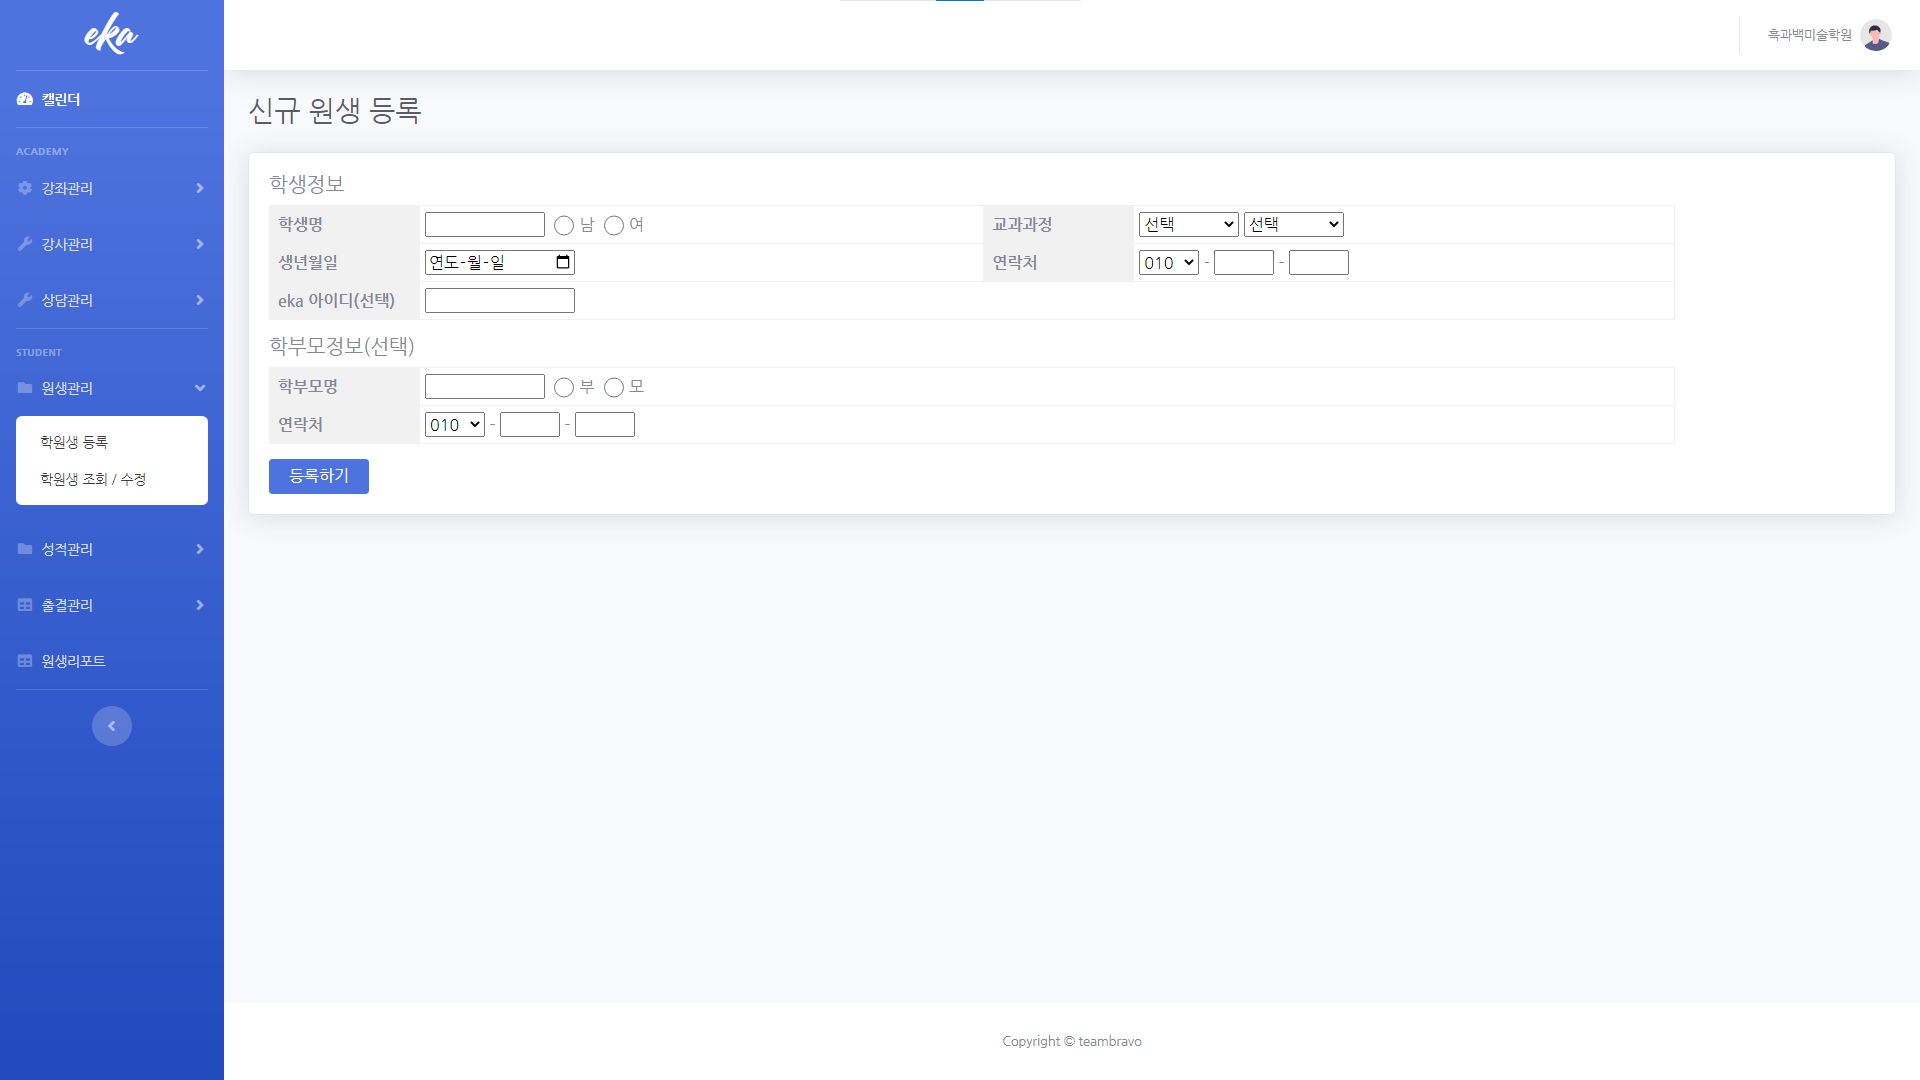 eka
흑과백미술학원
캘린더
ACADEMY
강좌관리
강사관리
상담관리
STUDENT
원생관리
학원생 등록
학원생 조회 / 수정
성적관리
출결관리
원생리포트
신규 원생 등록
학생정보
학생명 남 여 교과과정 선택 선택
생년월일 연도-월-일 연락처 010 - -
eka 아이디(선택)
학부모정보(선택)
학부모명 부 모
연락처 010 - -
등록하기
Copyright © teambravo